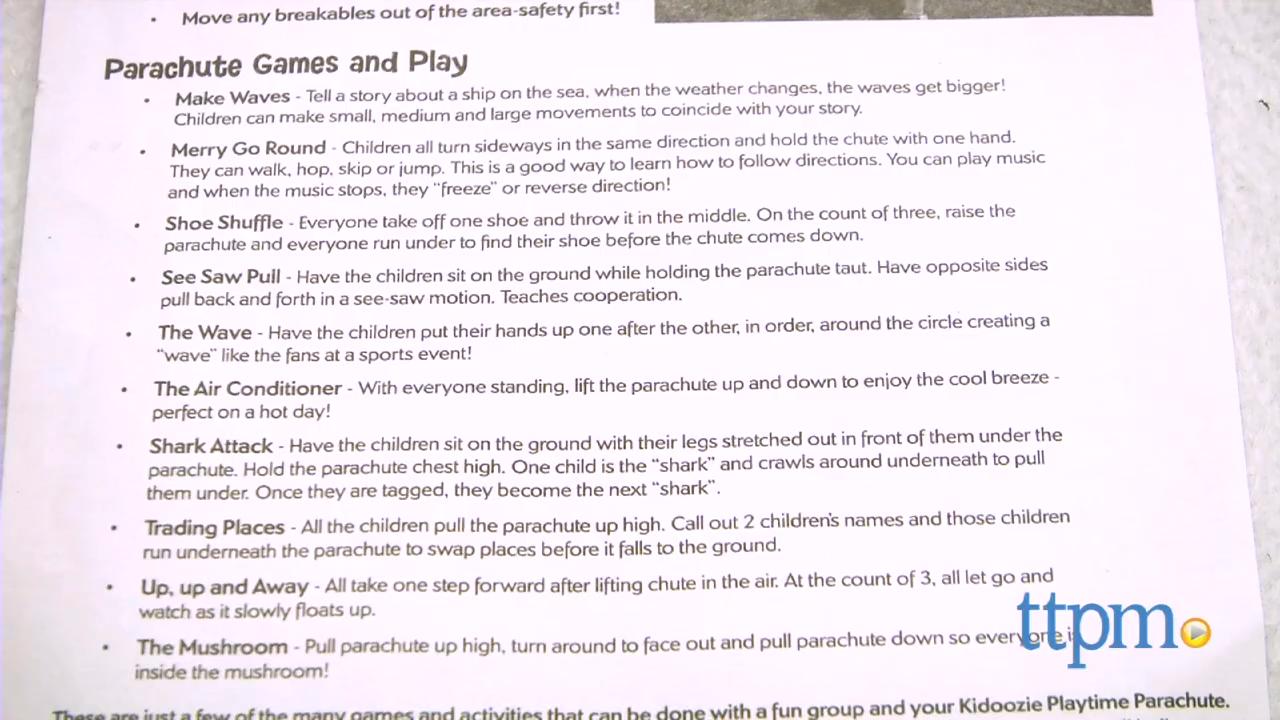 • Move any breakables out of the area-safety first!
Parachute Games and Play
• Make Waves - Tell a story about a ship on the sea, when the weather changes, the waves get bigger!
Children can make small, medium and large movements to coincide with your story.
• Merry Go Round - Children all turn sideways in the same direction and hold the chute with one hand.
They can walk, hop, skip or jump. This is a good way to learn how to follow directions. You can play music
and when the music stops, they "freeze" or reverse direction!
• Shoe Shuffle - Everyone take off one shoe and throw it in the middle. On the count of three, raise the
parachute and everyone run under to find their shoe before the chute comes down.
• See Saw Pull - Have the children sit on the ground while holding the parachute taut. Have opposite sides
pull back and forth in a see-saw motion. Teaches cooperation.
• The Wave - Have the children put their hands up one after the other, in order, around the circle creating a
"wave" like the fans at a sports event!
• The Air Conditioner - With everyone standing, lift the parachute up and down to enjoy the cool breeze -
perfect on a hot day!
• Shark Attack - Have the children sit on the ground with their legs stretched out in front of them under the
parachute. Hold the parachute chest high. One child is the "shark" and crawls around underneath to pull
them under. Once they are tagged, they become the next "shark".
• Trading Places - All the children pull the parachute up high. Call out 2 children's names and those children
run underneath the parachute to swap places before it falls to the ground.
• Up, up and Away - All take one step forward after lifting chute in the air. At the count of 3, all let go and
watch as it slowly floats up.
• The Mushroom - Pull parachute up high, turn around to face out and pull parachute down so everyone
inside the mushroom!
ttpm
These are just a few of the many games and activities that can be done with a fun group and your Kidoozie Playtime Parachute.